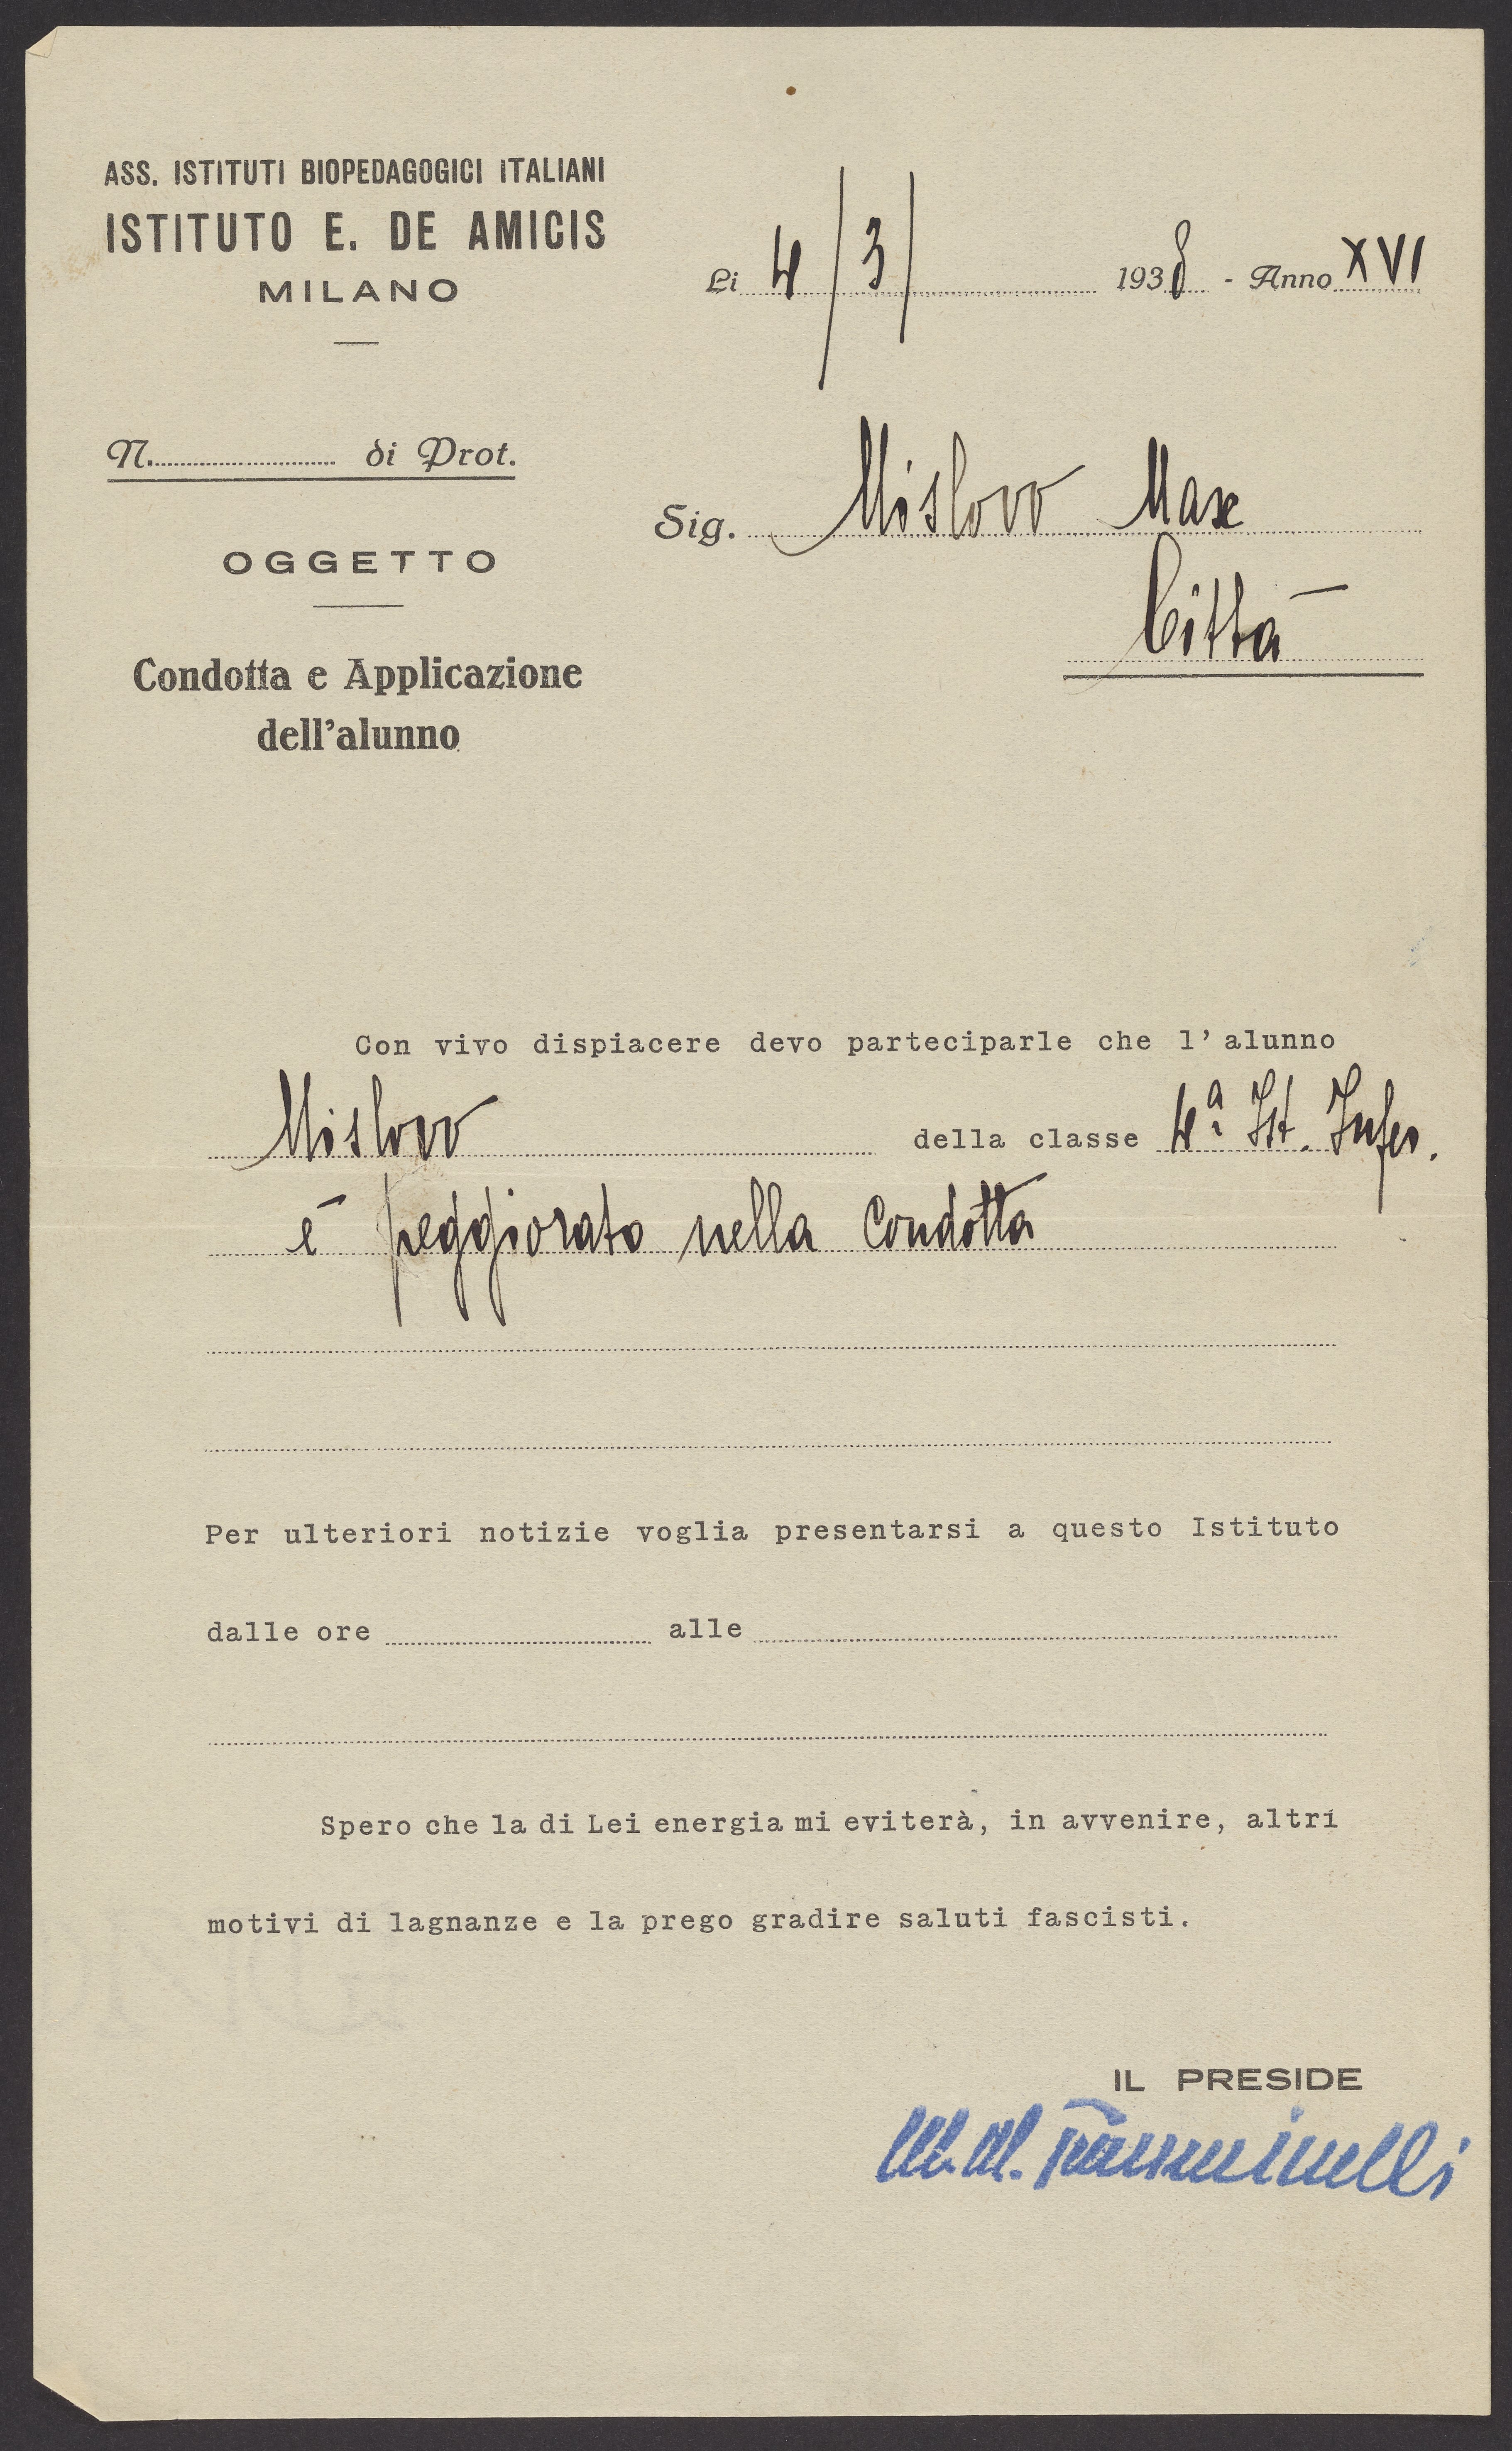 ASS. ISTITUTI BIOPEDAGOGICI ITALIANI
ISTITUTO E. DE AMICIS
MILANO
Li 4/3/ 1938 - Anno XVI
N. di Prot.
Sig. Mislovo Max
Città
OGGETTO
Condotta e Applicazione
dell'alunno
Con vivo dispiacere devo parteciparle che l'alunno
Mislovo della classe 4ª Ist. Infer.
è peggiorato nella Condotta
Per ulteriori notizie voglia presentarsi a questo Istituto
dalle ore alle
Spero che la di Lei energia mi eviterà, in avvenire, altri
motivi di lagnanze e la prego gradire saluti fascisti.
IL PRESIDE